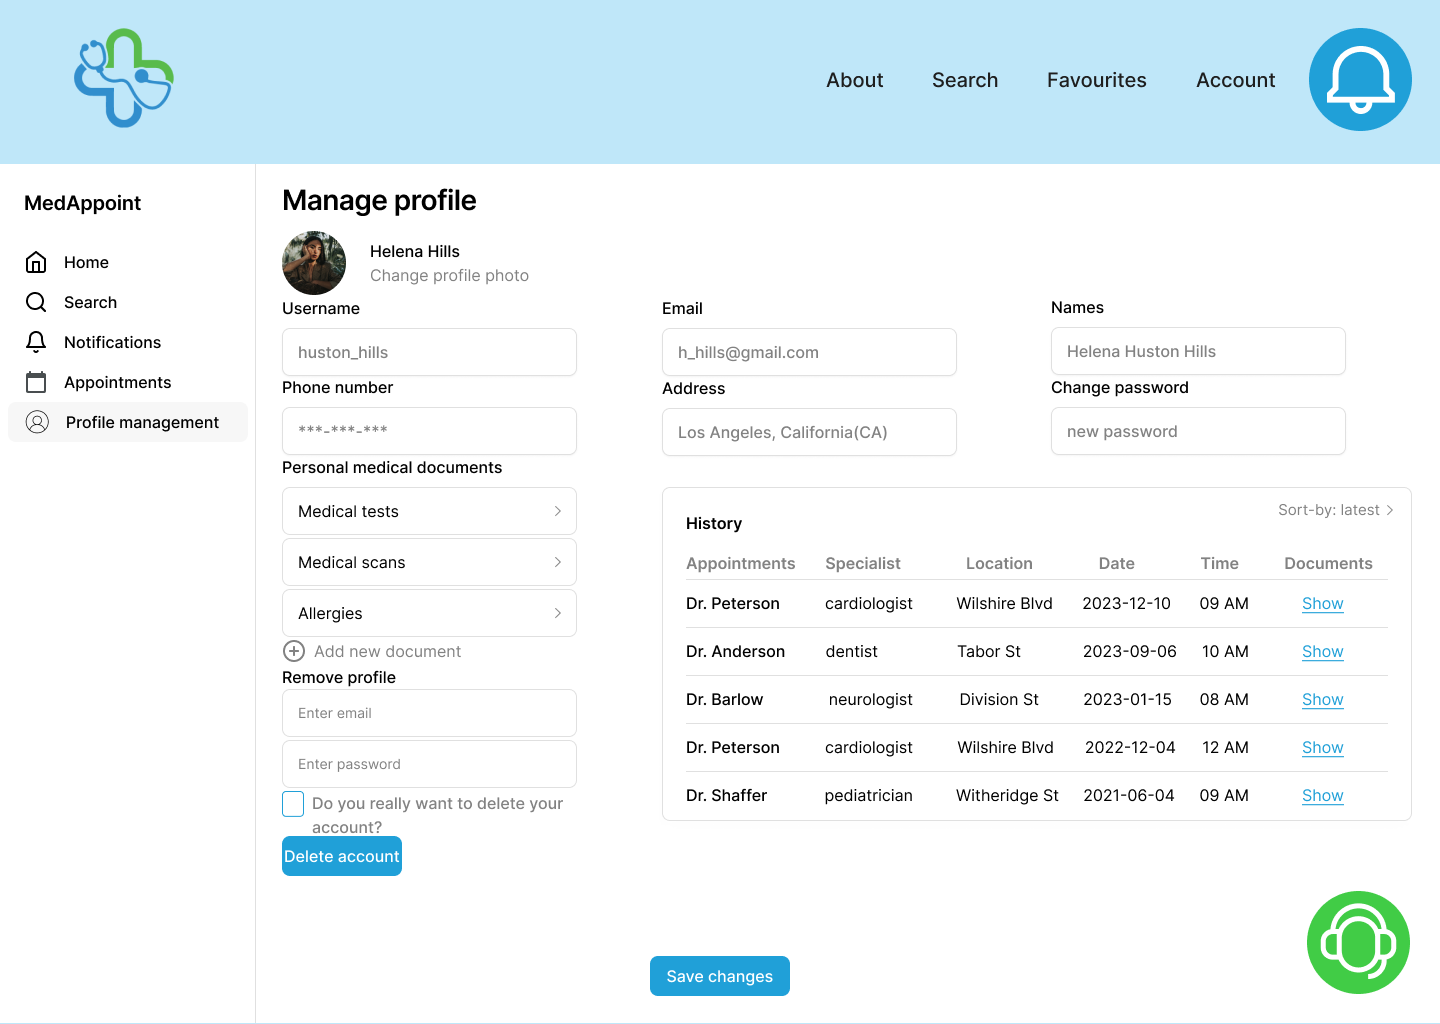 About Search Favourites Account
MedAppoint
Home
Search
Notifications
Appointments
Profile management
Manage profile
Helena Hills
Change profile photo
Username
huston_hills
Email
h_hills@gmail.com
Names
Helena Huston Hills
Phone number
***-***-***
Address
Los Angeles, California(CA)
Change password
new password
Personal medical documents
Medical tests
Medical scans
Allergies
Add new document
Remove profile
Enter email
Enter password
Do you really want to delete your
account?
Delete account
Sort-by: latest
History
Appointments Specialist Location Date Time Documents
Dr. Peterson cardiologist Wilshire Blvd 2023-12-10 09 AM Show
Dr. Anderson dentist Tabor St 2023-09-06 10 AM Show
Dr. Barlow neurologist Division St 2023-01-15 08 AM Show
Dr. Peterson cardiologist Wilshire Blvd 2022-12-04 12 AM Show
Dr. Shaffer pediatrician Witheridge St 2021-06-04 09 AM Show
Save changes